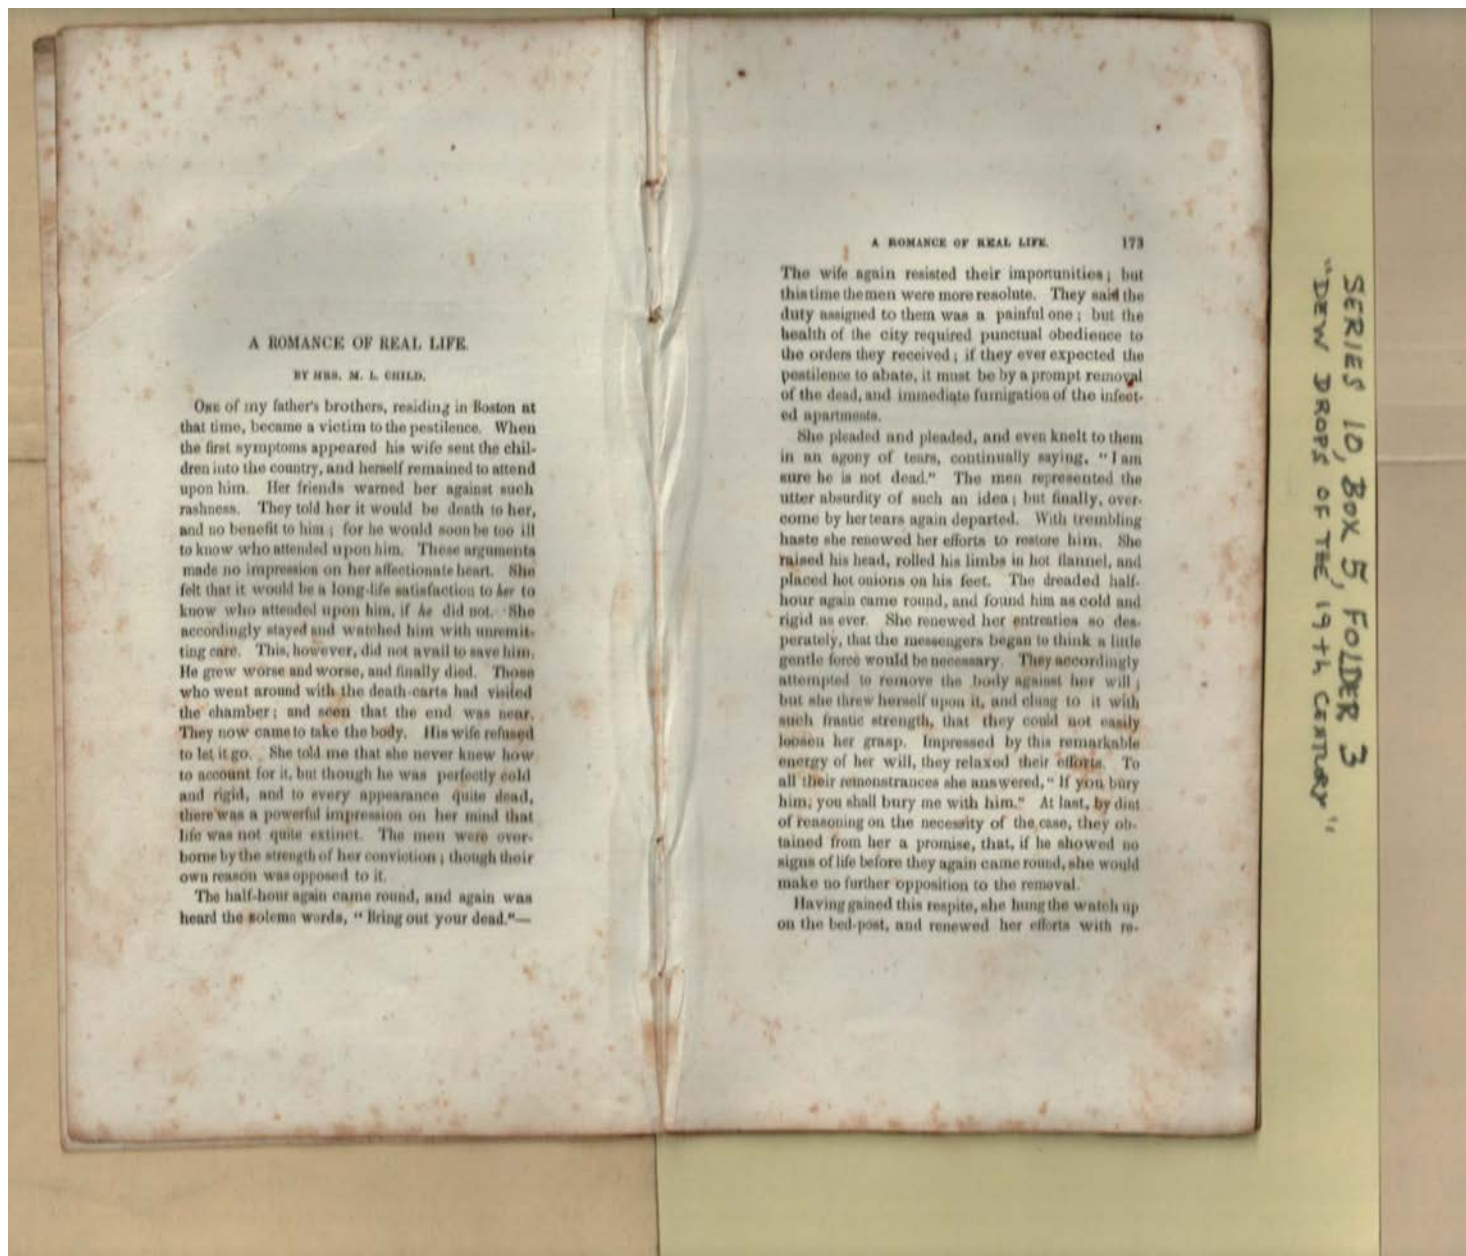 A ROMANCE OF REAL LIFE.
BY MRS. M. L. CHILD.
ONE of my father's brothers, residing in Boston at
that time, became a victim to the pestilence. When
the first symptoms appeared his wife sent the chil-
dren into the country, and herself remained to attend
upon him. Her friends warned her against such
rashness. They told her it would be death to her,
and no benefit to him; for he would soon be too ill
to know who attended upon him. These arguments
made no impression on her affectionate heart. She
felt that it would be a long-life satisfaction to her to
know who attended upon him, if he did not. She
accordingly stayed and watched him with unremit-
ting care. This, however, did not avail to save him.
He grew worse and worse, and finally died. Those
who went around with the death-carts had visited
the chamber; and seen that the end was near.
They now came to take the body. His wife refused
to let it go. She told me that she never knew how
to account for it, but though he was perfectly cold
and rigid, and to every appearance quite dead,
there was a powerful impression on her mind that
life was not quite extinct. The men were over-
borne by the strength of her conviction; though their
own reason was opposed to it.
The half-hour again came round, and again was
heard the solemn words, "Bring out your dead."—
A ROMANCE OF REAL LIFE. 173
The wife again resisted their importunities; but
this time the men were more resolute. They said the
duty assigned to them was a painful one; but the
health of the city required punctual obedience to
the orders they received; if they ever expected the
pestilence to abate, it must be by a prompt removal
of the dead, and immediate fumigation of the infect-
ed apartments.
She pleaded and pleaded, and even knelt to them
in an agony of tears, continually saying, "I am
sure he is not dead." The men represented the
utter absurdity of such an idea; but finally, over-
come by her tears again departed. With trembling
haste she renewed her efforts to restore him. She
raised his head, rolled his limbs in hot flannel, and
placed hot onions on his feet. The dreaded half-
hour again came round, and found him as cold and
rigid as ever. She renewed her entreaties so des-
perately, that the messengers began to think a little
gentle force would be necessary. They accordingly
attempted to remove the body against her will;
but she threw herself upon it, and clung to it with
such frantic strength, that they could not easily
loosen her grasp. Impressed by this remarkable
energy of her will, they relaxed their efforts. To
all their remonstrances she answered, "If you bury
him, you shall bury me with him." At last, by dint
of reasoning on the necessity of the case, they ob-
tained from her a promise, that, if he showed no
signs of life before they again came round, she would
make no further opposition to the removal.
Having gained this respite, she hung the watch up
on the bed-post, and renewed her efforts with re-
SERIES 10, BOX 5, FOLDER 3
"DEW DROPS OF THE 19th CENTURY"